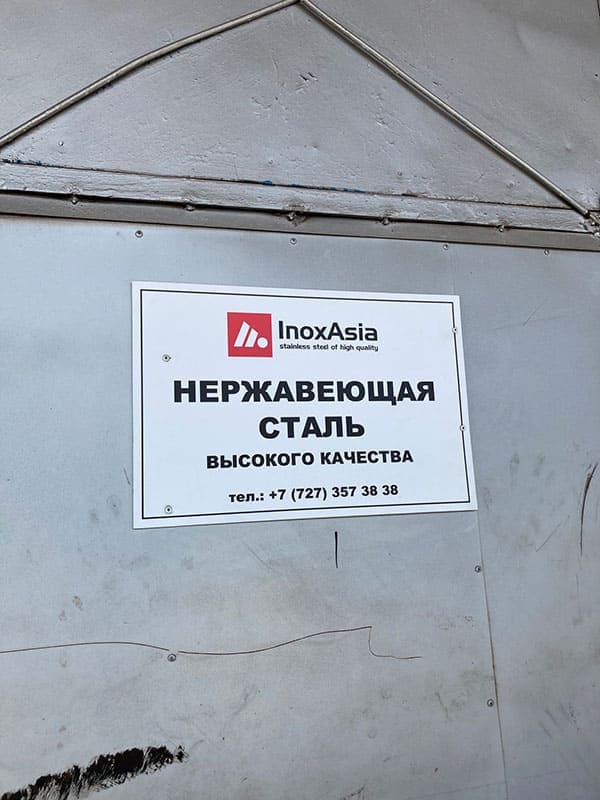 InoxAsia
stainless steel of high quality
НЕРЖАВЕЮЩАЯ
СТАЛЬ
ВЫСОКОГО КАЧЕСТВА
тел.: +7 (727) 357 38 38